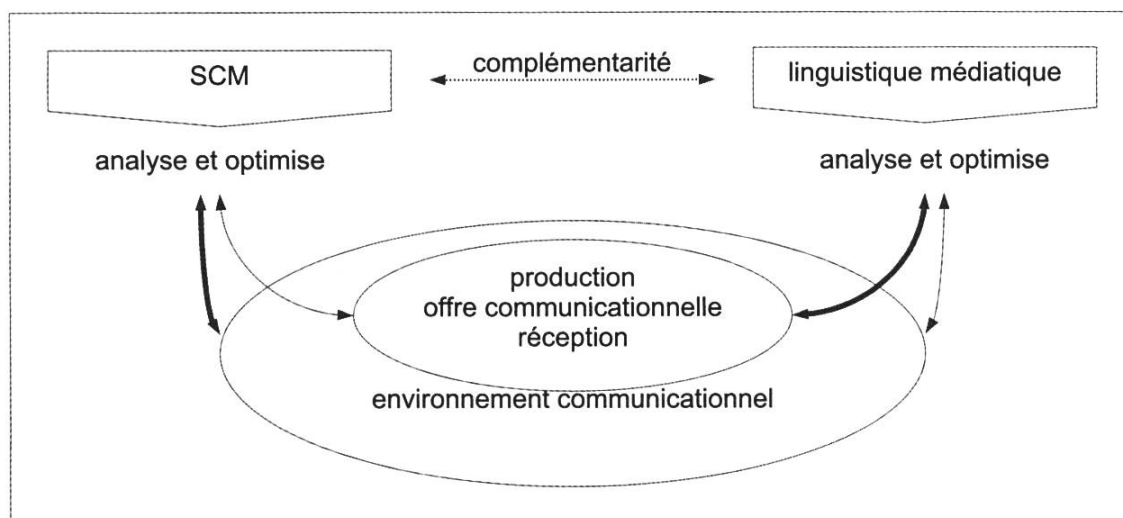 SCM
complémentarité
linguistique médiatique
analyse et optimise
analyse et optimise
production
offre communicationnelle
réception
environnement communicationnel